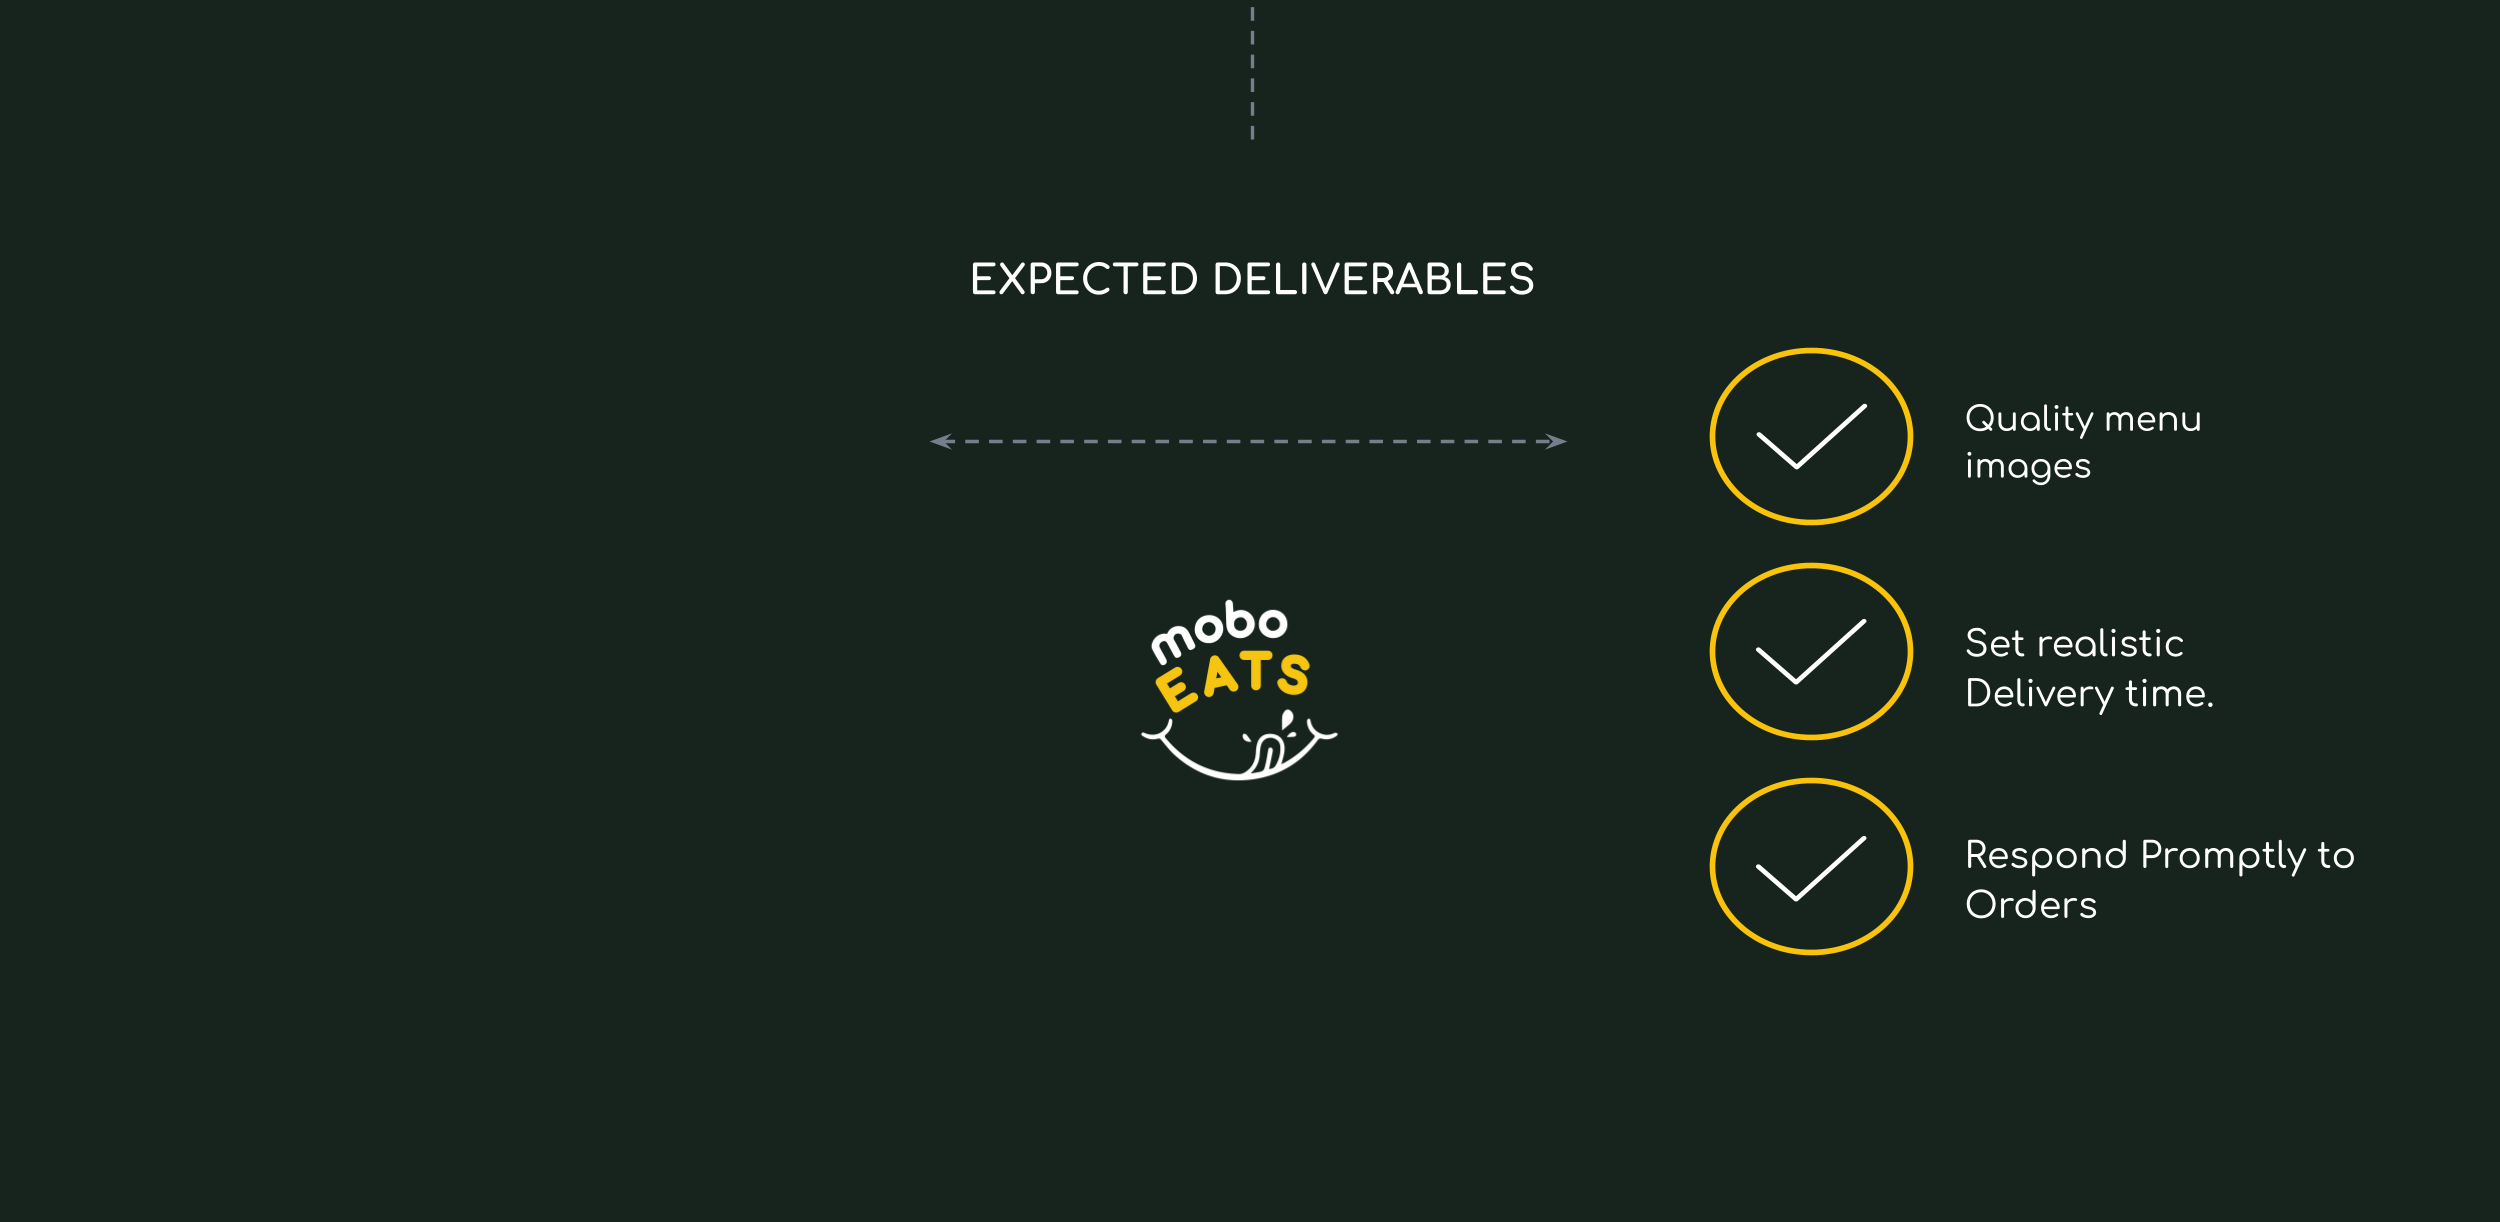 EXPECTED DELIVERABLES
Quality menu
images
mobo
EATS
Set realistic
Delivery time.
Respond Promptly to
Orders